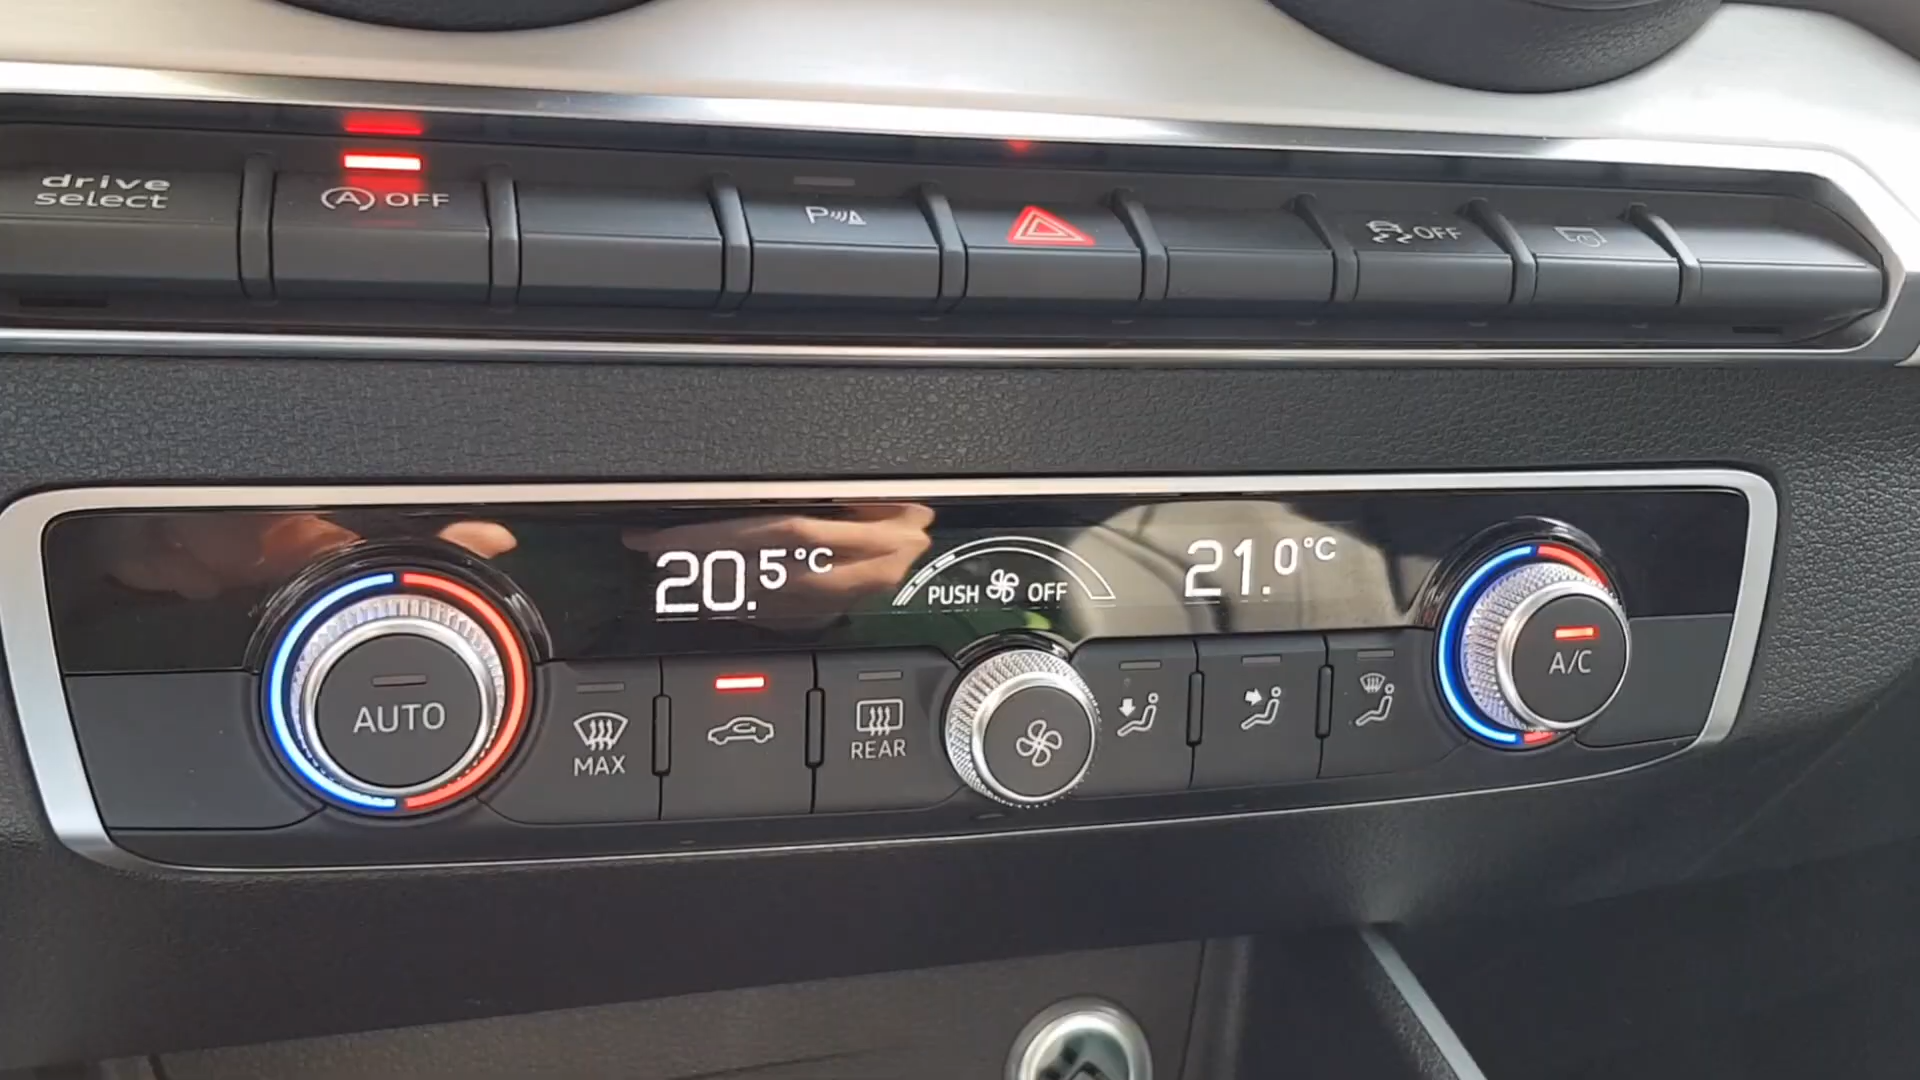 drive
select
A OFF
P
OFF
20.5°C
PUSH OFF
21.0°C
AUTO
MAX
REAR
A/C